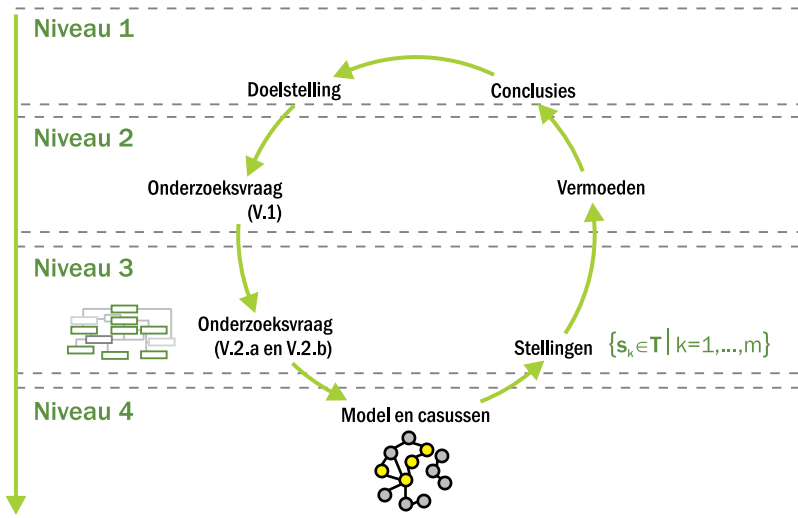 Niveau 1
Doelstelling
Conclusies
Niveau 2
Onderzoeksvraag
(V.1)
Vermoeden
Niveau 3
Onderzoeksvraag
(V.2.a en V.2.b)
Stellingen
{s_k∈T | k=1,...,m}
Niveau 4
Model en casussen